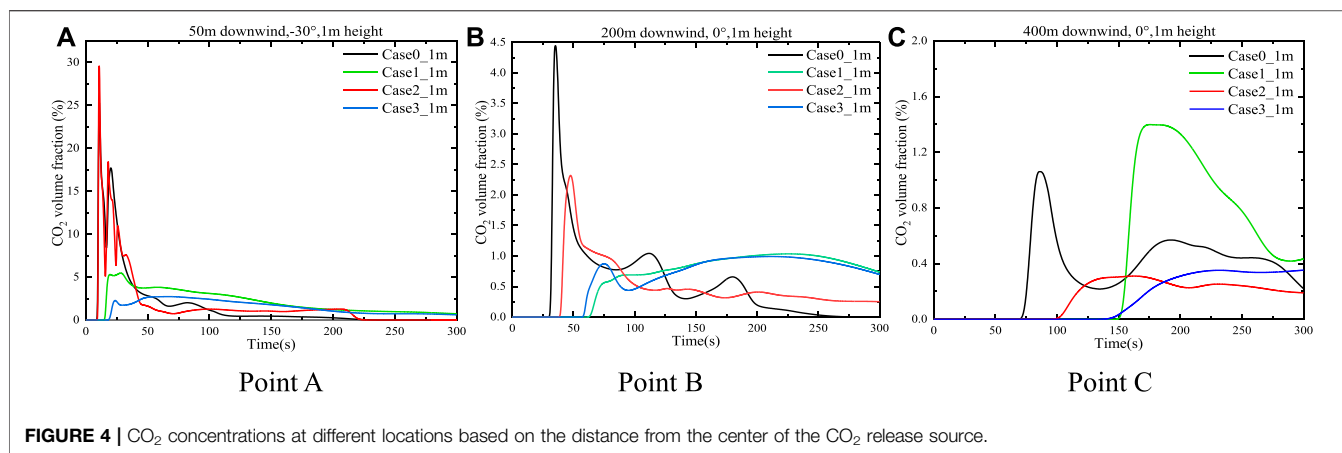 A
50m downwind,-30°,1m height
Case0_1m
Case1_1m
Case2_1m
Case3_1m
CO2 volume fraction (%)
30
25
20
15
10
5
0
0 50 100 150 200 250 300
Time(s)
Point A
B
200m downwind, 0°,1m height
Case0_1m
Case1_1m
Case2_1m
Case3_1m
CO2 volume fraction (%)
4.5
4.0
3.5
3.0
2.5
2.0
1.5
1.0
0.5
0.0
0 50 100 150 200 250 300
Time(s)
Point B
C
400m downwind, 0°,1m height
Case0_1m
Case1_1m
Case2_1m
Case3_1m
CO2 volume fraction (%)
2.0
1.6
1.2
0.8
0.4
0.0
0 50 100 150 200 250 300
Time(s)
Point C
FIGURE 4 | CO2 concentrations at different locations based on the distance from the center of the CO2 release source.